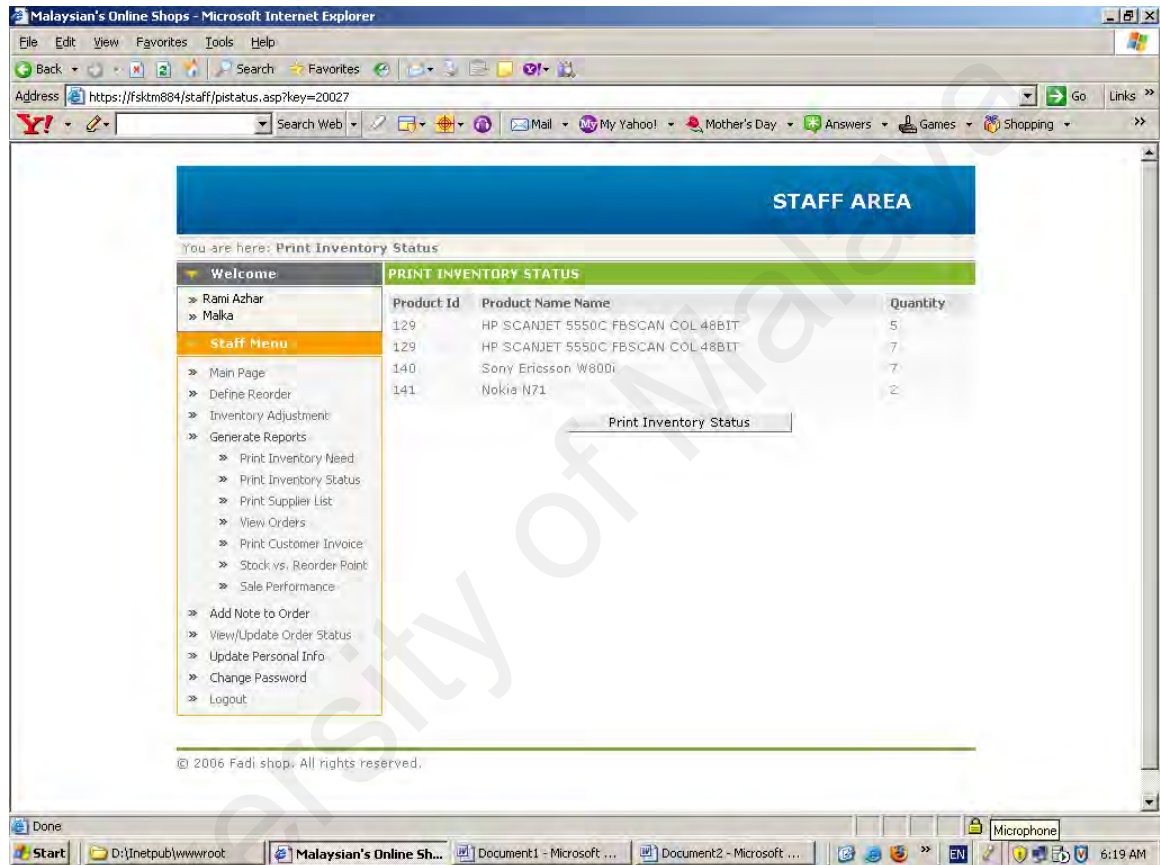 Malaysian's Online Shops - Microsoft Internet Explorer
File Edit View Favorites Tools Help
Back Search Favorites
Address https://fsktm884/staff/pistatus.asp?key=20027 Go Links »
Y! Search Web Mail My Yahoo! Mother's Day Answers Games Shopping »
STAFF AREA
You are here: Print Inventory Status
Welcome
» Rami Azhar
» Malka
Staff Menu
» Main Page
» Define Reorder
» Inventory Adjustment
» Generate Reports
» Print Inventory Need
» Print Inventory Status
» Print Supplier List
» View Orders
» Print Customer Invoice
» Stock vs. Reorder Point
» Sale Performance
» Add Note to Order
» View/Update Order Status
» Update Personal Info
» Change Password
» Logout
PRINT INVENTORY STATUS
Product Id Product Name Name Quantity
129 HP SCANJET 5550C FBSCAN COL 48BIT 5
129 HP SCANJET 5550C FBSCAN COL 48BIT 7
140 Sony Ericsson W800i 7
141 Nokia N71 2
Print Inventory Status
© 2006 Fadi shop. All rights reserved.
Done
Microphone
Start D:\Inetpub\wwwroot Malaysian's Online Sh... Document1 - Microsoft ... Document2 - Microsoft ... » EN 6:19 AM
ersity of Malaya